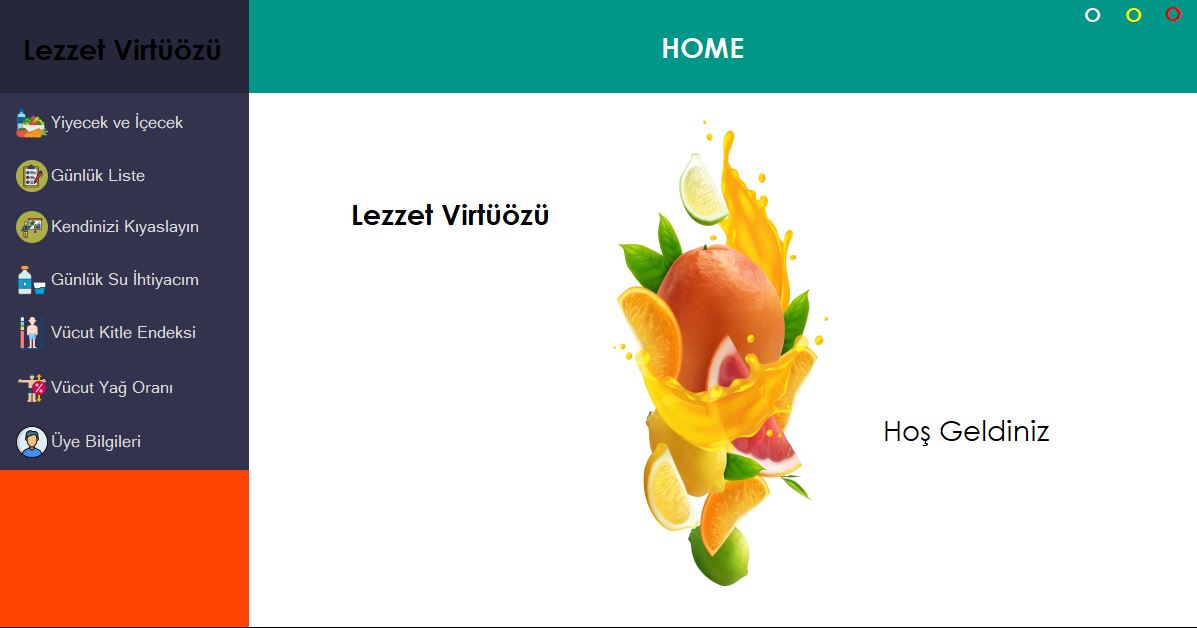 Lezzet Virtüözü
HOME
Yiyecek ve İçecek
Günlük Liste
Kendinizi Kıyaslayın
Günlük Su İhtiyacım
Vücut Kitle Endeksi
Vücut Yağ Oranı
Üye Bilgileri
Lezzet Virtüözü
Hoş Geldiniz